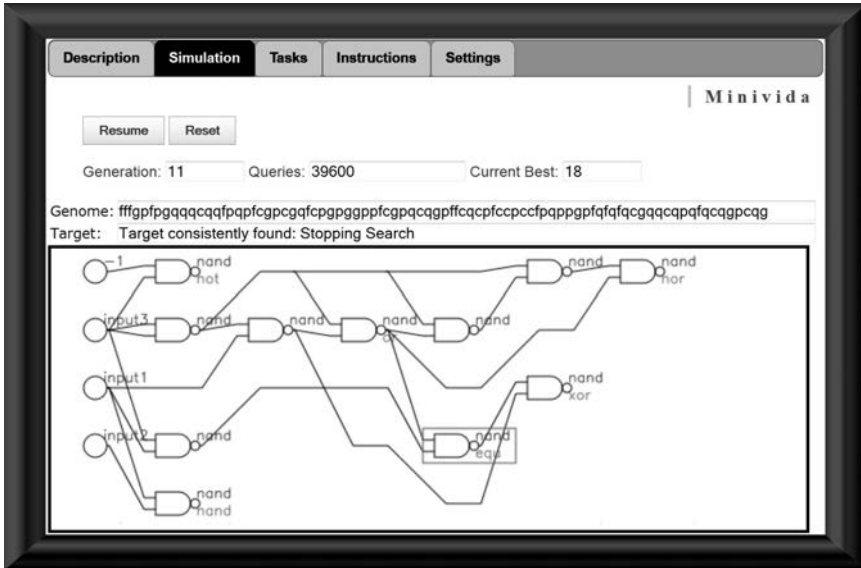 Description Simulation Tasks Instructions Settings
Minivida
Resume Reset
Generation: 11 Queries: 39600 Current Best: 18
Genome: fffgpfpgqqqcqqfpqpfcgpcgqfcpgpggppfcgpqcqgpffcqcpfccpccfpqppgpfqfqfqcgqqcqpqfqcqgpcqg
Target: Target consistently found: Stopping Search
-1 nand nand nand
not nor
input3 nand nand nand nand
or
input1 nand
xor
input2 nand nand
equ
nand
nand